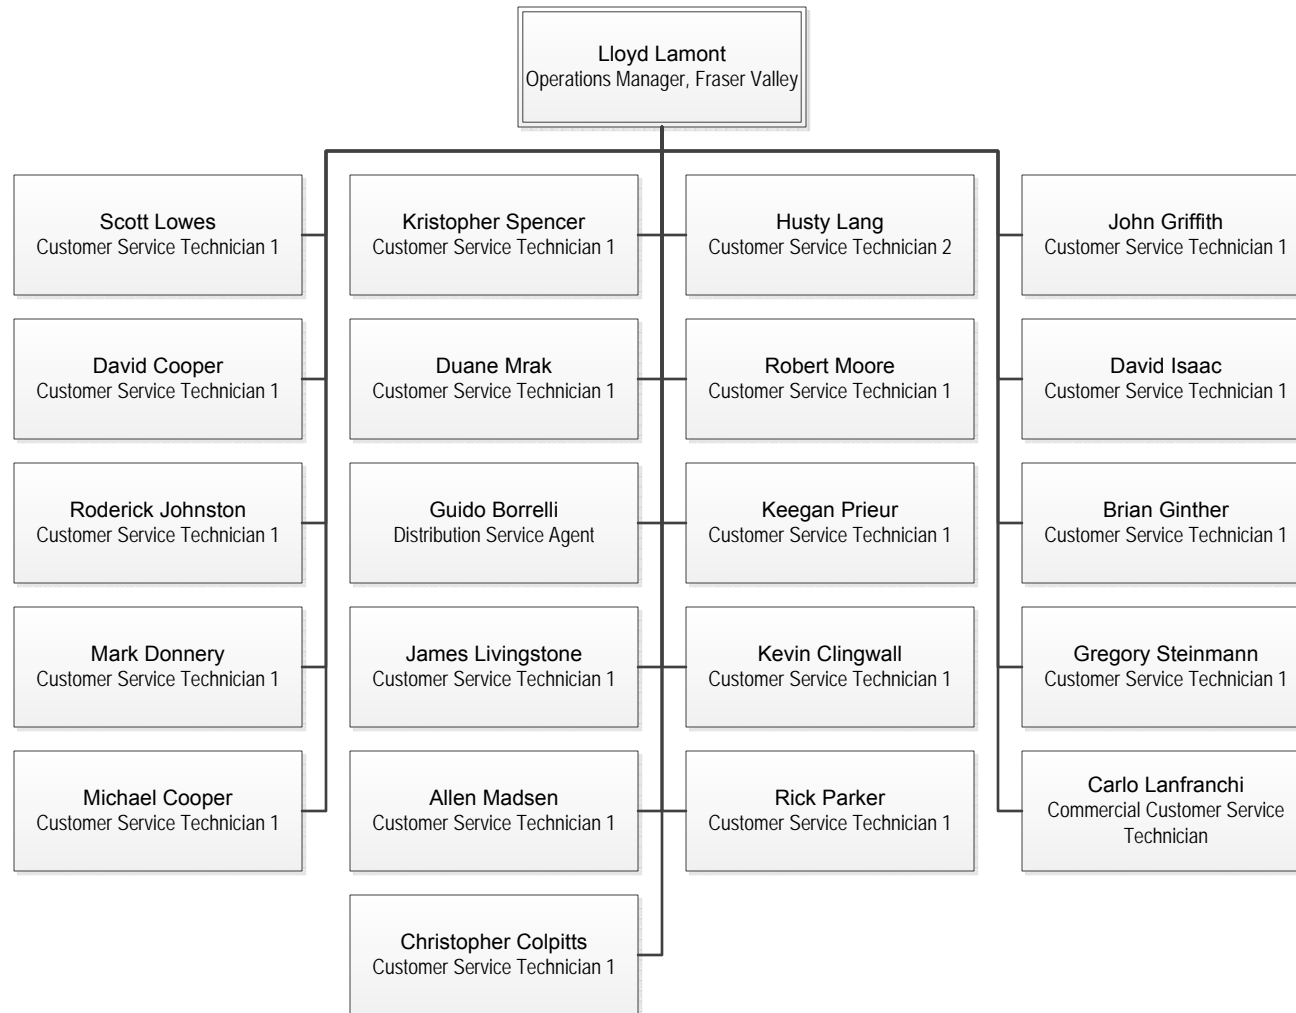 Lloyd Lamont
Operations Manager, Fraser Valley
Scott Lowes
Customer Service Technician 1
Kristopher Spencer
Customer Service Technician 1
Husty Lang
Customer Service Technician 2
John Griffith
Customer Service Technician 1
David Cooper
Customer Service Technician 1
Duane Mrak
Customer Service Technician 1
Robert Moore
Customer Service Technician 1
David Isaac
Customer Service Technician 1
Roderick Johnston
Customer Service Technician 1
Guido Borrelli
Distribution Service Agent
Keegan Prieur
Customer Service Technician 1
Brian Ginther
Customer Service Technician 1
Mark Donnery
Customer Service Technician 1
James Livingstone
Customer Service Technician 1
Kevin Clingwall
Customer Service Technician 1
Gregory Steinmann
Customer Service Technician 1
Michael Cooper
Customer Service Technician 1
Allen Madsen
Customer Service Technician 1
Rick Parker
Customer Service Technician 1
Carlo Lanfranchi
Commercial Customer Service
Technician
Christopher Colpitts
Customer Service Technician 1